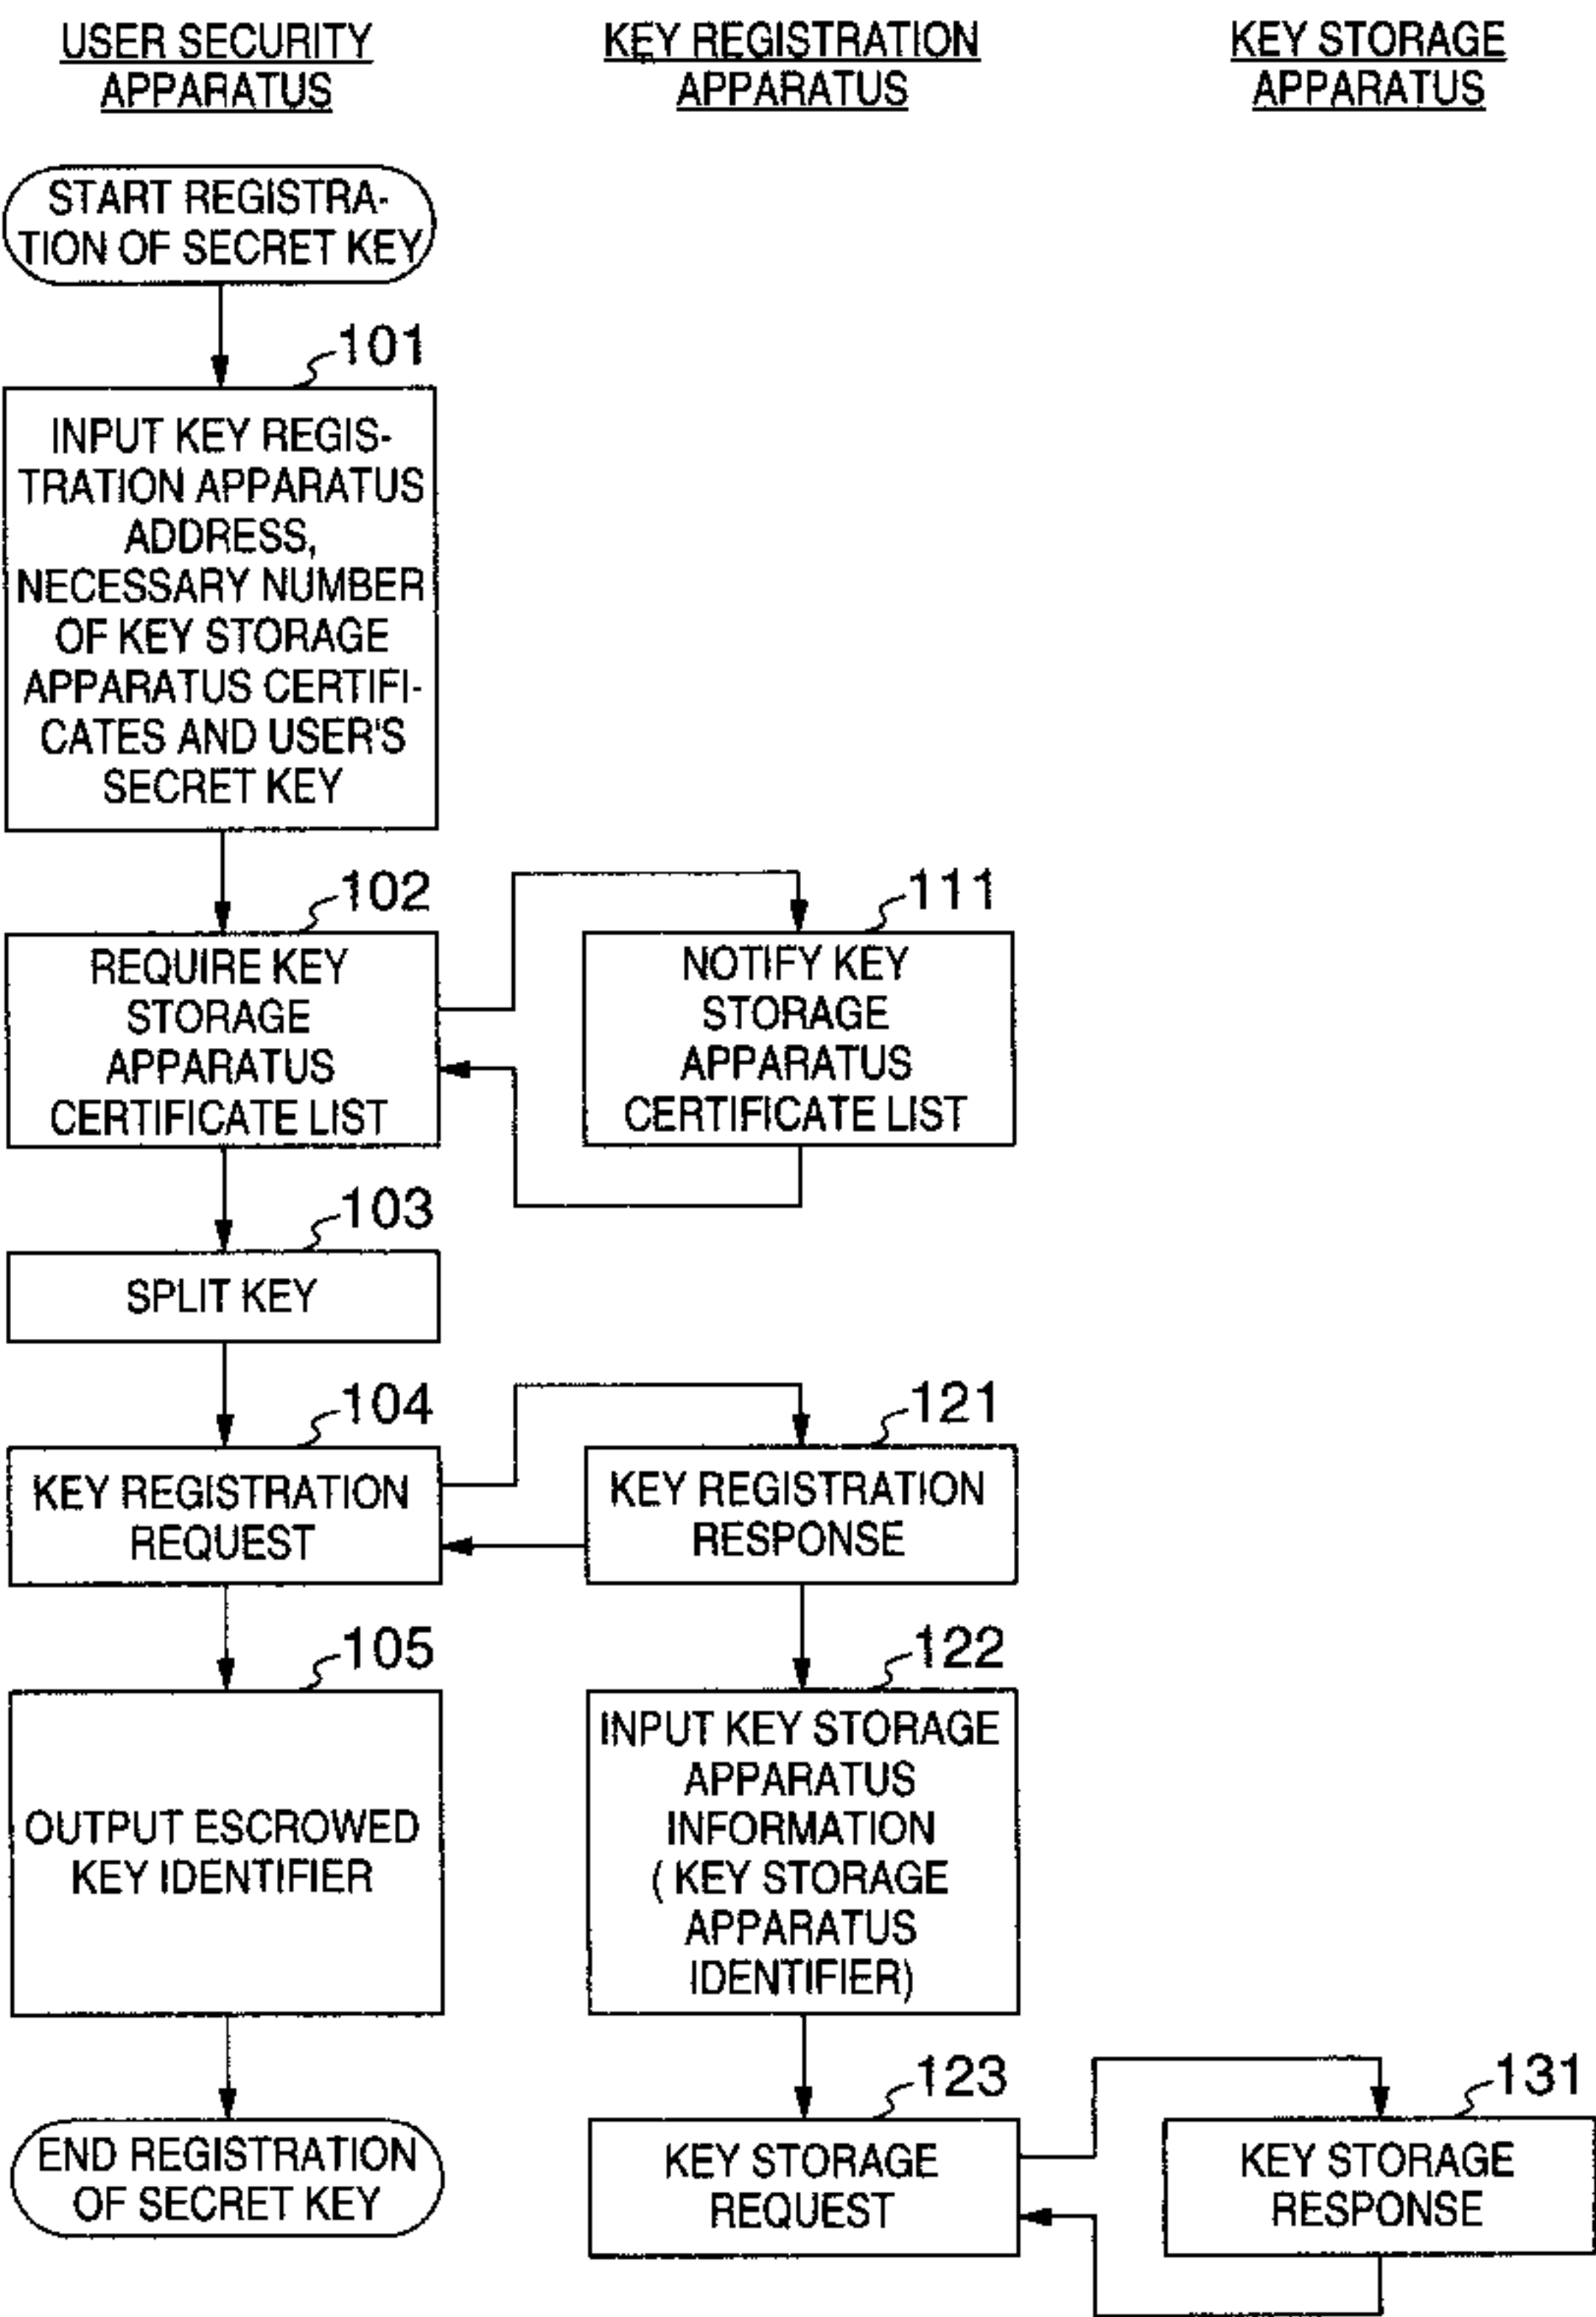 USER SECURITY
APPARATUS
KEY REGISTRATION
APPARATUS
KEY STORAGE
APPARATUS
START REGISTRA-
TION OF SECRET KEY
101
INPUT KEY REGIS-
TRATION APPARATUS
ADDRESS,
NECESSARY NUMBER
OF KEY STORAGE
APPARATUS CERTIFI-
CATES AND USER'S
SECRET KEY
102
REQUIRE KEY
STORAGE
APPARATUS
CERTIFICATE LIST
111
NOTIFY KEY
STORAGE
APPARATUS
CERTIFICATE LIST
103
SPLIT KEY
104
KEY REGISTRATION
REQUEST
121
KEY REGISTRATION
RESPONSE
105
OUTPUT ESCROWED
KEY IDENTIFIER
122
INPUT KEY STORAGE
APPARATUS
INFORMATION
( KEY STORAGE
APPARATUS
IDENTIFIER)
END REGISTRATION
OF SECRET KEY
123
KEY STORAGE
REQUEST
131
KEY STORAGE
RESPONSE